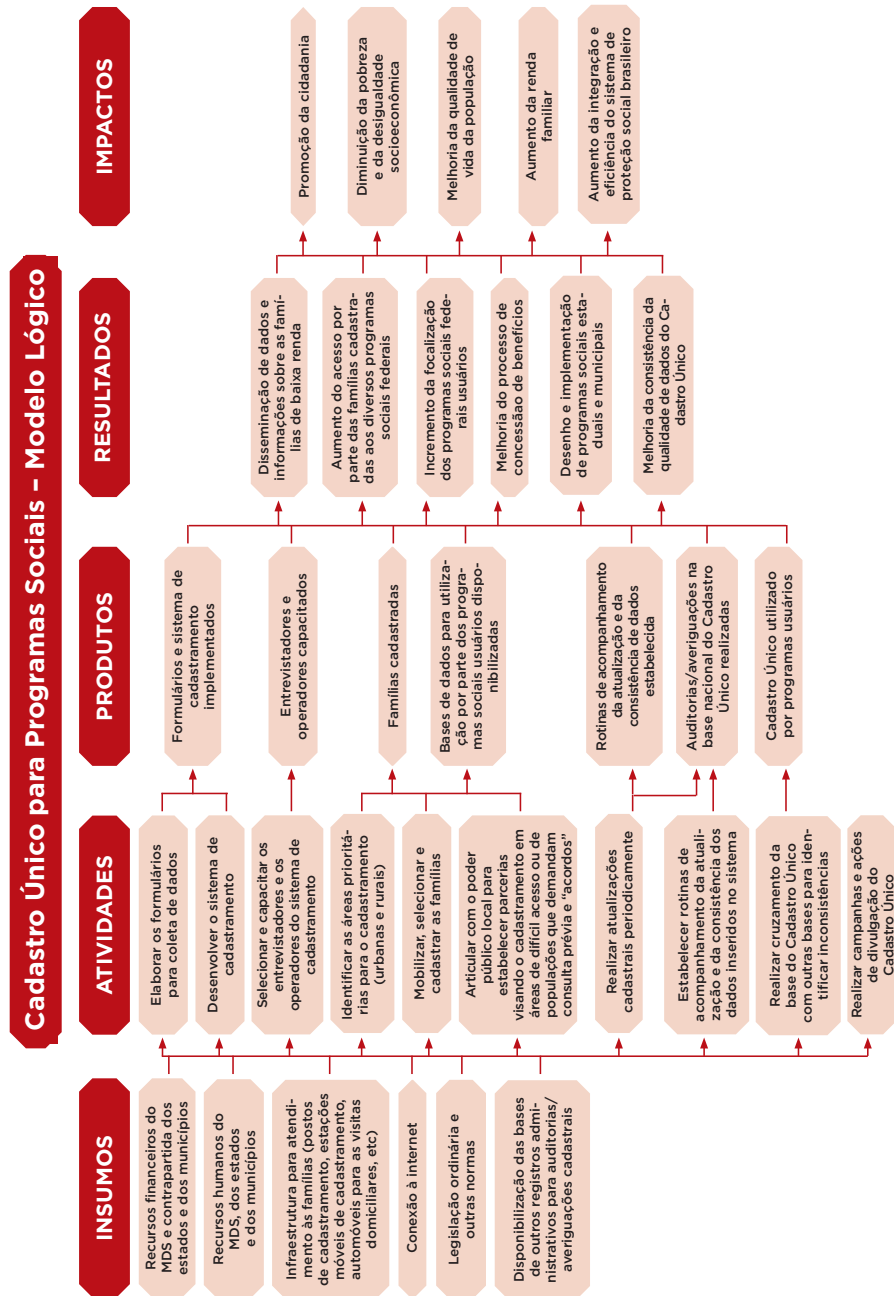 Cadastro Único para Programas Sociais – Modelo Lógico
INSUMOS
Recursos financeiros do
MDS e contrapartida dos
estados e dos municípios
Recursos humanos do
MDS, dos estados
e dos municípios
Infraestrutura para atendi-
mento às famílias (postos
de cadastramento, estações
móveis de cadastramento,
automóveis para as visitas
domiciliares, etc)
Conexão à internet
Legislação ordinária e
outras normas
Disponibilização das bases
de outros registros admi-
nistrativos para auditorias/
averiguações cadastrais
ATIVIDADES
Elaborar os formulários
para coleta de dados
Desenvolver o sistema de
cadastramento
Selecionar e capacitar os
entrevistadores e os
operadores do sistema de
cadastramento
Identificar as áreas prioritá-
rias para o cadastramento
(urbanas e rurais)
Mobilizar, selecionar e
cadastrar as famílias
Articular com o poder
público local para
estabelecer parcerias
visando o cadastramento em
áreas de difícil acesso ou de
populações que demandam
consulta prévia e “acordos”
Realizar atualizações
cadastrais periodicamente
Estabelecer rotinas de
acompanhamento da atuali-
zação e da consistência dos
dados inseridos no sistema
Realizar cruzamento da
base do Cadastro Único
com outras bases para iden-
tificar inconsistências
Realizar campanhas e ações
de divulgação do
Cadastro Único
PRODUTOS
Formulários e sistema de
cadastramento
implementados
Entrevistadores e
operadores capacitados
Famílias cadastradas
Bases de dados para utiliza-
ção por parte dos progra-
mas sociais usuários dispo-
nibilizadas
Rotinas de acompanhamento
da atualização e da
consistência de dados
estabelecida
Auditorias/averiguações na
base nacional do Cadastro
Único realizadas
Cadastro Único utilizado
por programas usuários
RESULTADOS
Disseminação de dados e
informações sobre as famí-
lias de baixa renda
Aumento do acesso por
parte das famílias cadastra-
das aos diversos programas
sociais federais
Incremento da focalização
dos programas sociais fede-
rais usuários
Melhoria do processo de
concessãao de benefícios
Desenho e implementação
de programas sociais esta-
duais e municipais
Melhoria da consistência da
qualidade de dados do Ca-
dastro Único
IMPACTOS
Promoção da cidadania
Diminuição da pobreza
e da desigualdade
socioeconômica
Melhoria da qualidade de
vida da população
Aumento da renda
familiar
Aumento da integração e
eficiência do sistema de
proteção social brasileiro